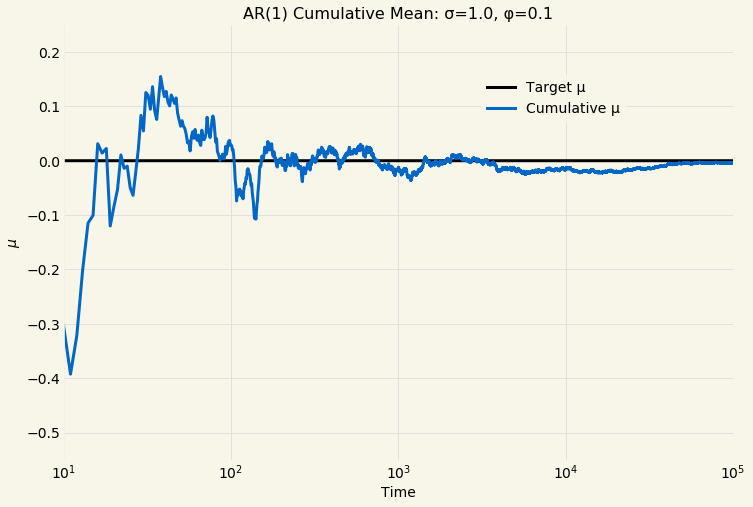 AR(1) Cumulative Mean: σ=1.0, φ=0.1
0.2
0.1
0.0
−0.1
−0.2
−0.3
−0.4
−0.5
μ
Target μ
Cumulative μ
10¹
10²
10³
10⁴
10⁵
Time